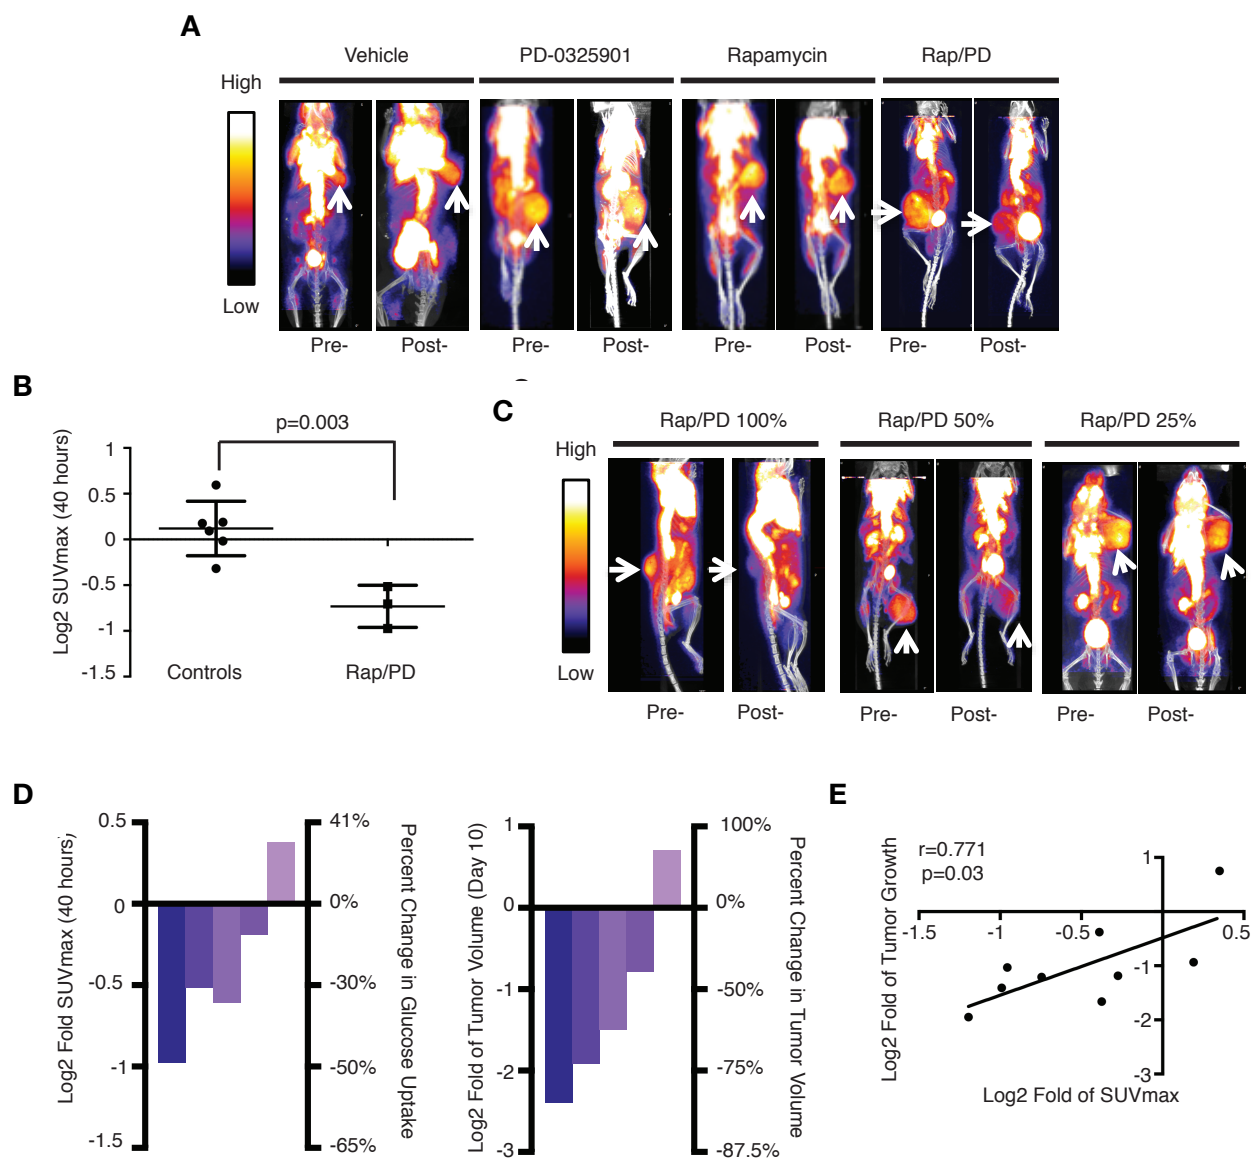 A
Vehicle PD-0325901 Rapamycin Rap/PD
High
Low
Pre- Post- Pre- Post- Pre- Post- Pre- Post-
B
p=0.003
Log2 SUVmax (40 hours)
1
0.5
0
-0.5
-1
-1.5
Controls Rap/PD
C
Rap/PD 100% Rap/PD 50% Rap/PD 25%
High
Low
Pre- Post- Pre- Post- Pre- Post-
D
Log2 Fold SUVmax (40 hours)
0.5
0
-0.5
-1
-1.5
41%
0%
-30%
-50%
-65%
Percent Change in Glucose Uptake
Log2 Fold of Tumor Volume (Day 10)
1
0
-1
-2
-3
100%
0%
-50%
-75%
-87.5%
Percent Change in Tumor Volume
E
r=0.771
p=0.03
Log2 Fold of Tumor Growth
1
-1.5 -1 -0.5 0 0.5
-1
-2
-3
Log2 Fold of SUVmax